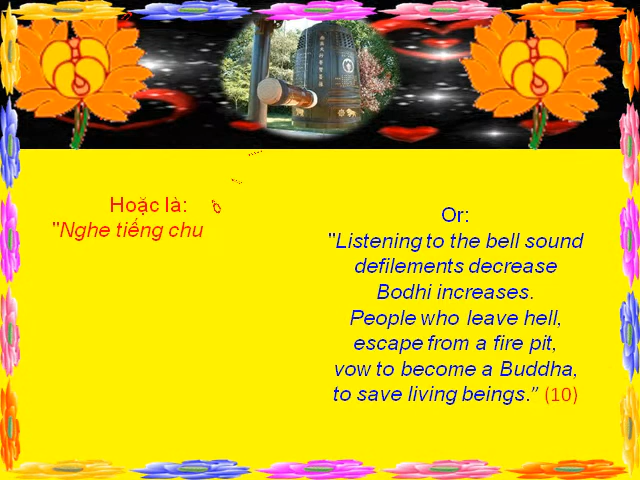 Hoặc là:
"Nghe tiếng chu
Or:
"Listening to the bell sound
defilements decrease
Bodhi increases.
People who leave hell,
escape from a fire pit,
vow to become a Buddha,
to save living beings.” (10)